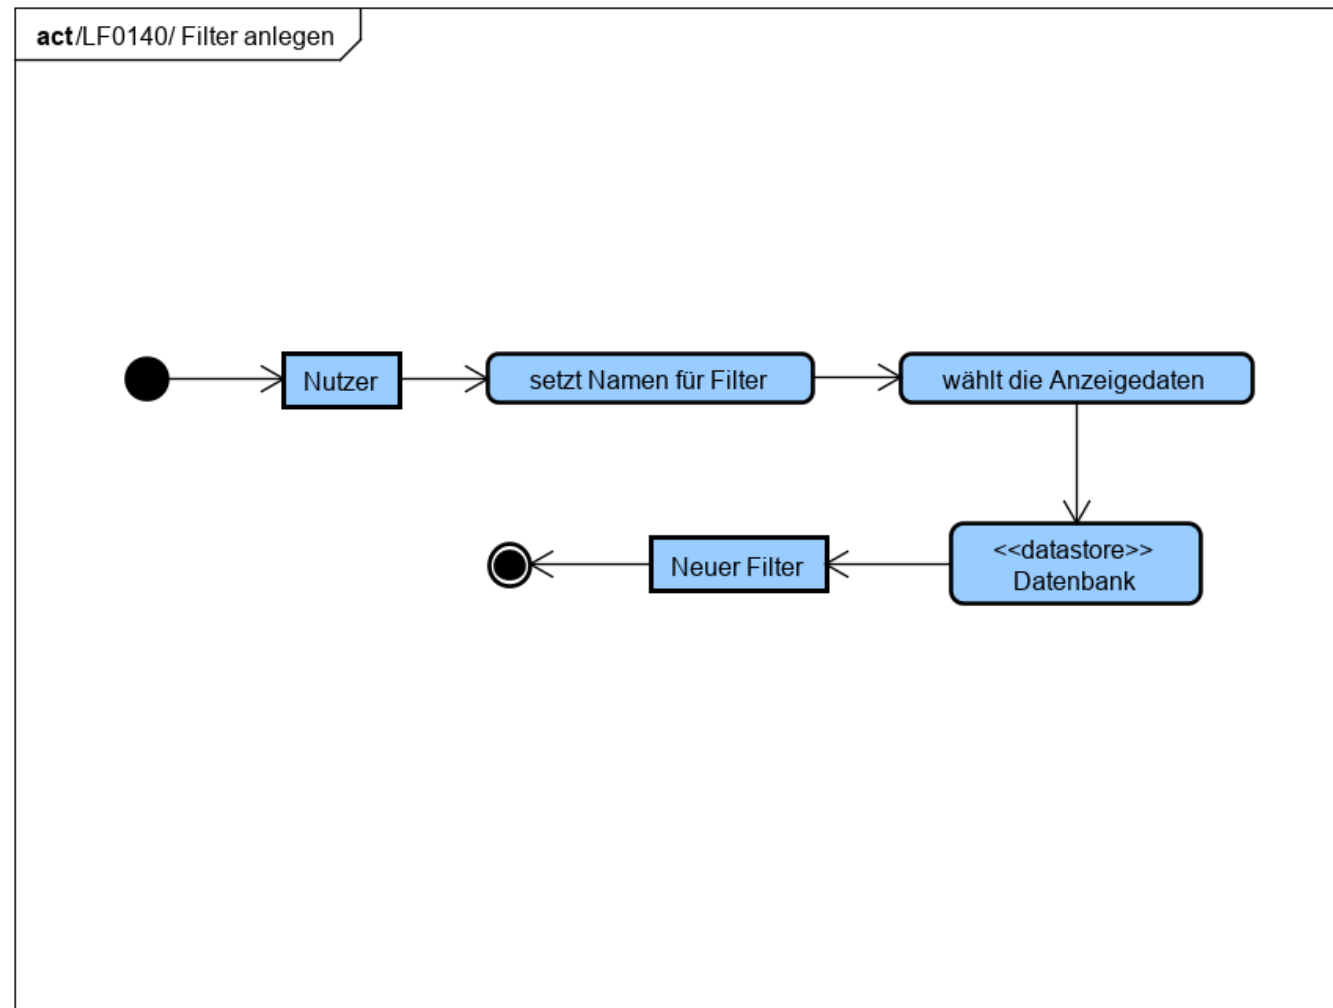 act/LF0140/ Filter anlegen
Nutzer
setzt Namen für Filter
wählt die Anzeigedaten
<<datastore>>
Datenbank
Neuer Filter